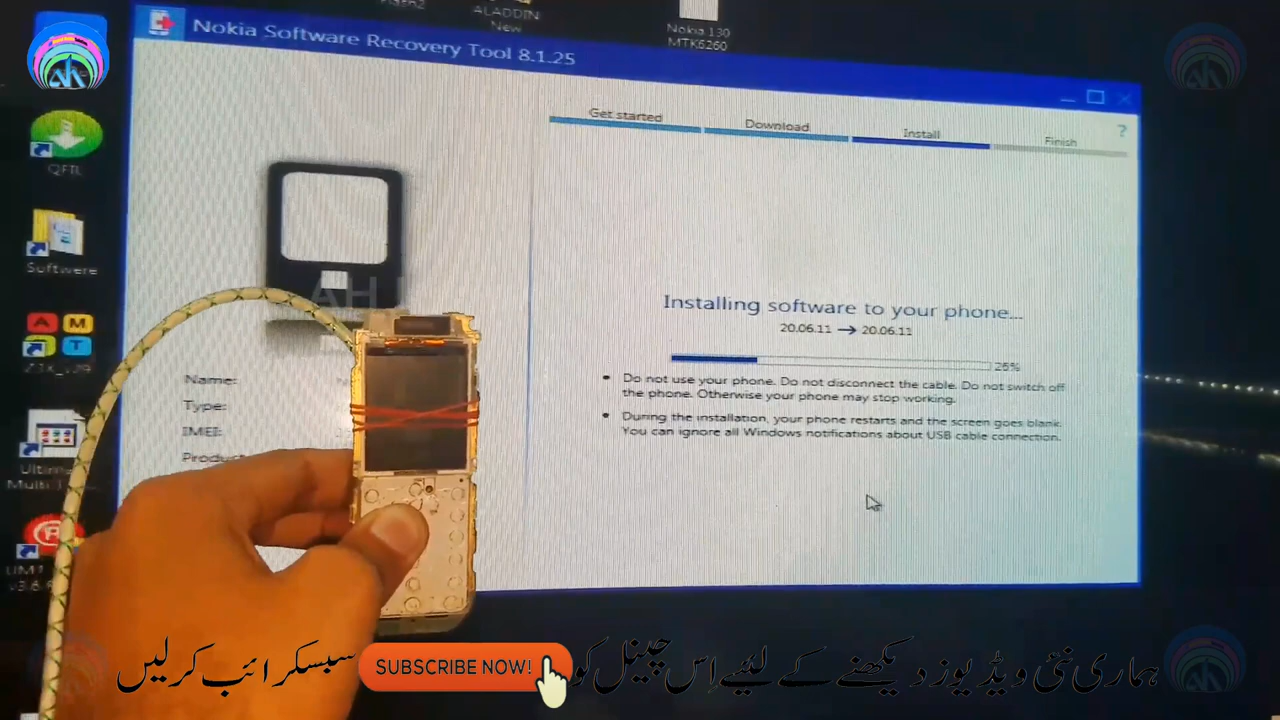 ALADDIN
New
Nokia 130
MTK6260
Nokia Software Recovery Tool 8.1.25
Get started
Download
Install
Finish
?
QFIL
Software
A M
T
Installing software to your phone...
20.06.11 → 20.06.11
26%
• Do not use your phone. Do not disconnect the cable. Do not switch off
the phone. Otherwise your phone may stop working.
• During the installation, your phone restarts and the screen goes blank.
You can ignore all Windows notifications about USB cable connection.
Name:
Type:
IMEI:
Produc
Multi T
ہماری نئی ویڈیوز دیکھنے کے لیئے اِس چینل کو SUBSCRIBE NOW! سبسکرائب کرلیں